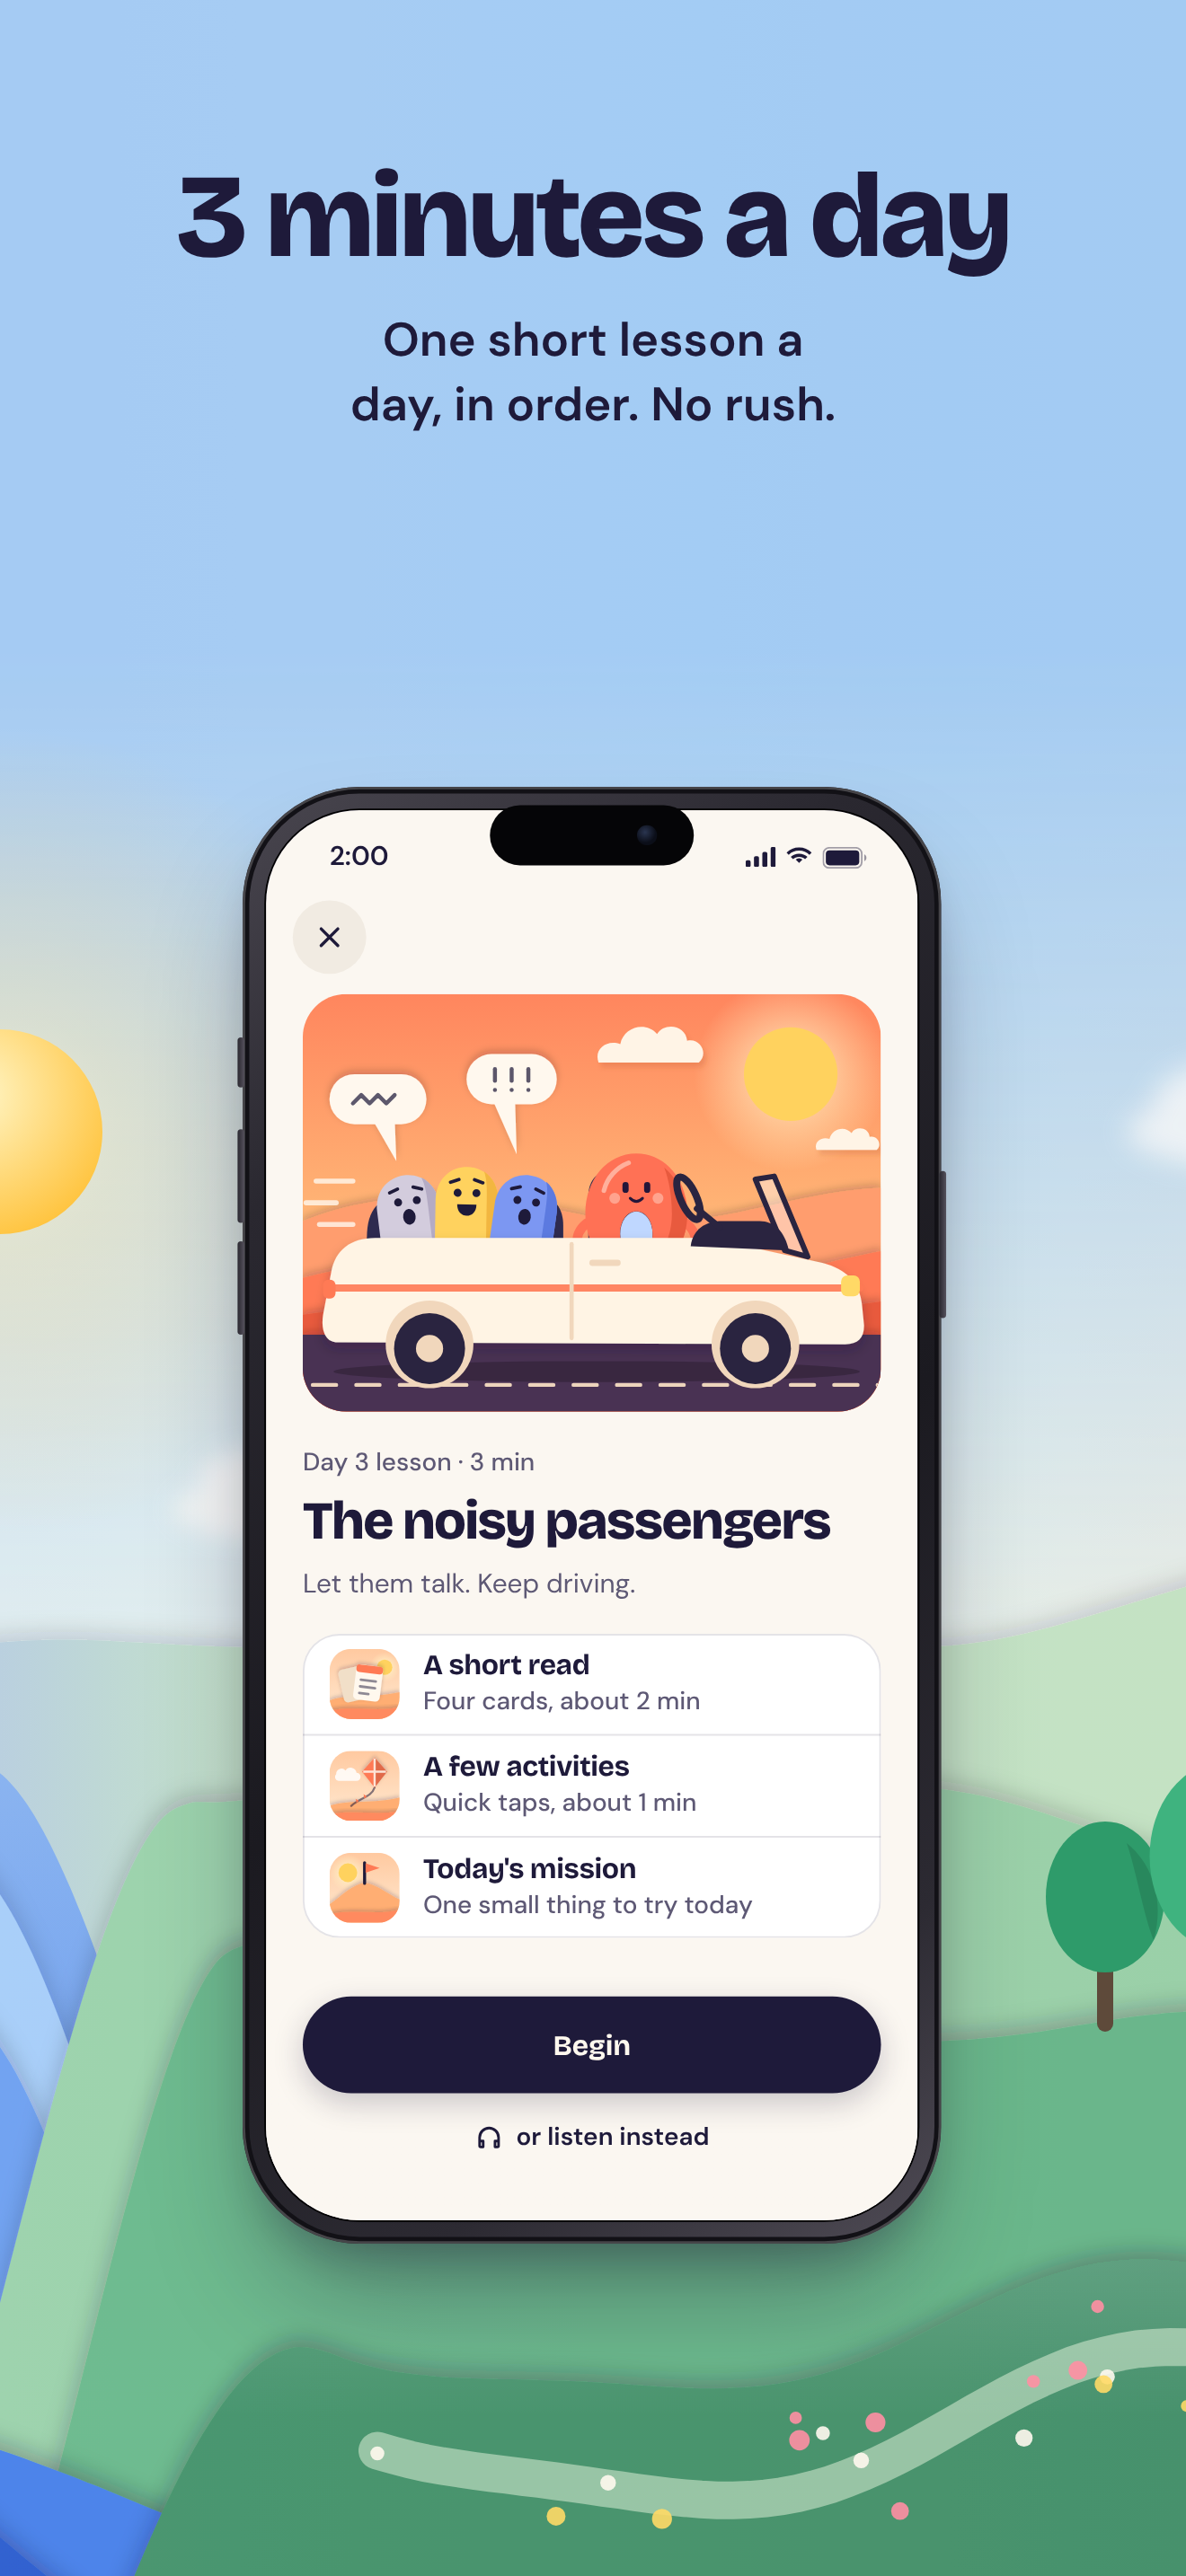 3 minutes a day
One short lesson a
day, in order. No rush.
2:00
!!!
Day 3 lesson · 3 min
The noisy passengers
Let them talk. Keep driving.
A short read
Four cards, about 2 min
A few activities
Quick taps, about 1 min
Today's mission
One small thing to try today
Begin
or listen instead